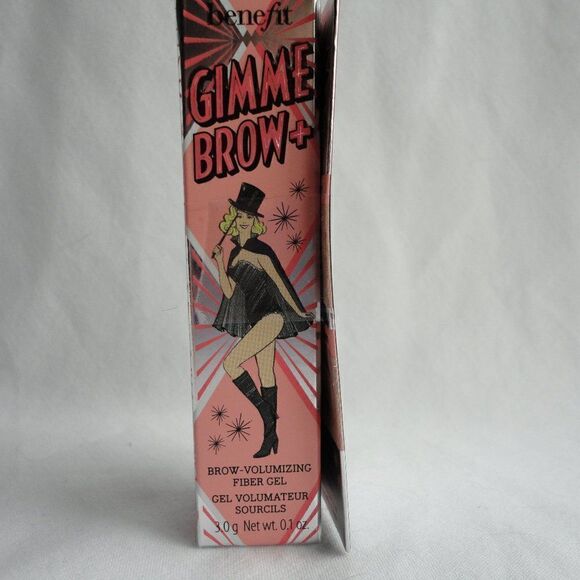 benefit
GIMME
BROW+
BROW-VOLUMIZING
FIBER GEL
GEL VOLUMATEUR
SOURCILS
3.0 g Net wt. 0.1 oz.